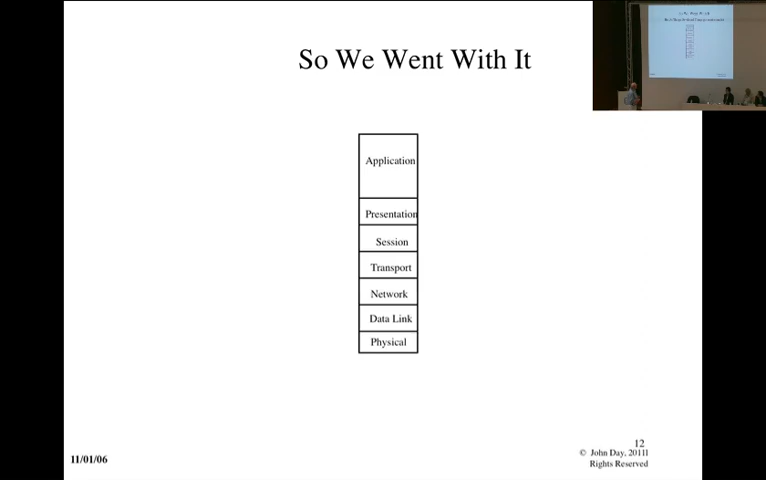 So We Went With It
Application
Presentation
Session
Transport
Network
Data Link
Physical
11/01/06
12
© John Day, 2011l
Rights Reserved